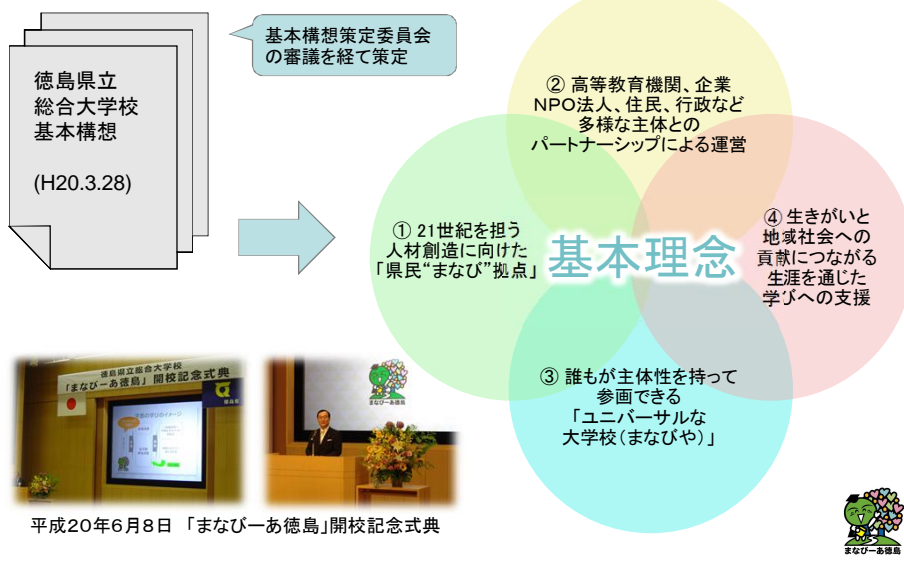 基本構想策定委員会
の審議を経て策定
徳島県立
総合大学校
基本構想
(H20.3.28)
② 高等教育機関、企業
NPO法人、住民、行政など
多様な主体との
パートナーシップによる運営
① 21世紀を担う
人材創造に向けた
「県民“まなび”拠点」
基本理念
④ 生きがいと
地域社会への
貢献につながる
生涯を通じた
学びへの支援
③ 誰もが主体性を持って
参画できる
「ユニバーサルな
大学校（まなびや）」
徳島県立総合大学校
「まなびーあ徳島」開校記念式典
徳島県
まなびーあ徳島
平成20年6月8日 「まなびーあ徳島」開校記念式典
まなびーあ徳島